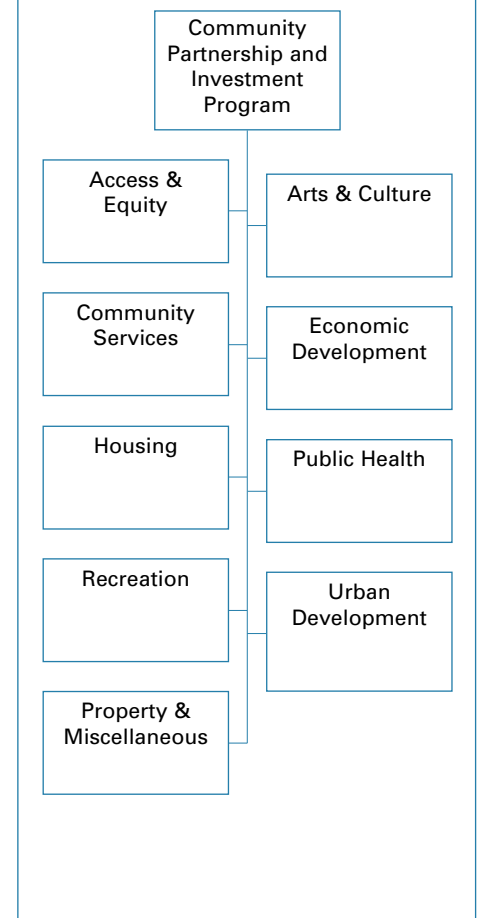 Community
Partnership and
Investment
Program
Access &
Equity
Arts & Culture
Community
Services
Economic
Development
Housing
Public Health
Recreation
Urban
Development
Property &
Miscellaneous